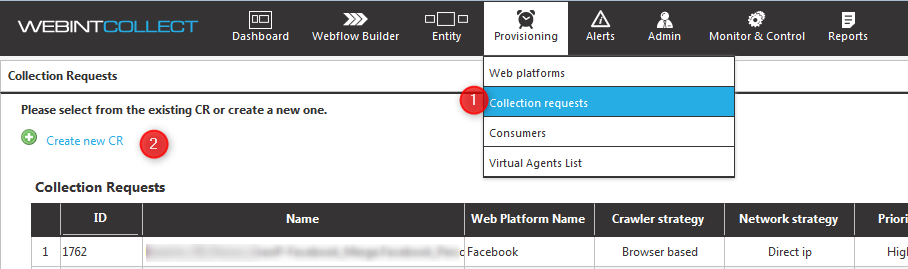 WEBINTCOLLECT
Dashboard Webflow Builder Entity Provisioning Alerts Admin Monitor & Control Reports
Web platforms
Collection Requests
1 Collection requests
Please select from the existing CR or create a new one.
Consumers
Create new CR 2
Virtual Agents List
Collection Requests
ID Name Web Platform Name Crawler strategy Network strategy Priori
1 1762 Facebook Browser based Direct ip High